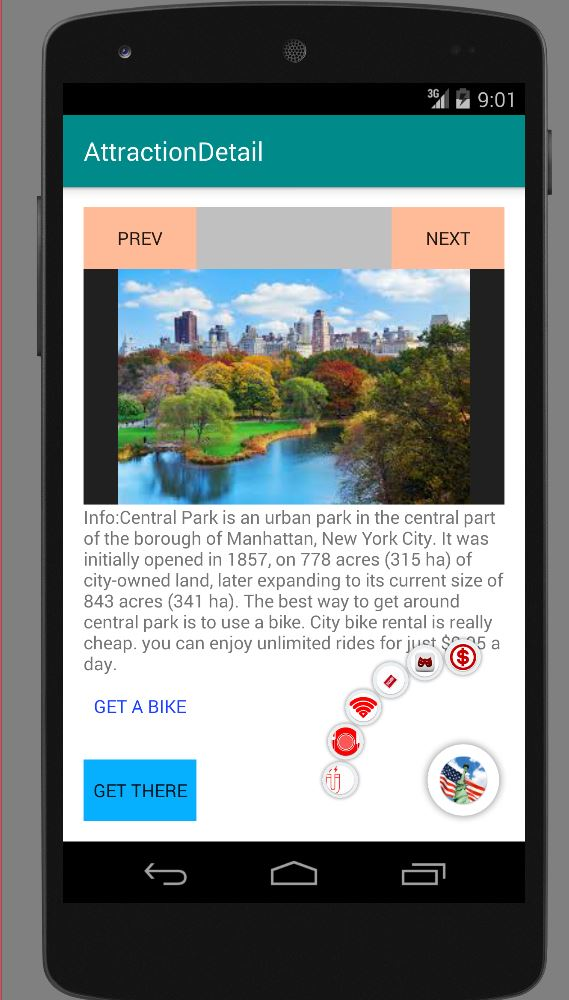 3G 9:01
AttractionDetail
PREV NEXT
Info:Central Park is an urban park in the central part
of the borough of Manhattan, New York City. It was
initially opened in 1857, on 778 acres (315 ha) of
city-owned land, later expanding to its current size of
843 acres (341 ha). The best way to get around
central park is to use a bike. City bike rental is really
cheap. you can enjoy unlimited rides for just a
day.
GET A BIKE
GET THERE